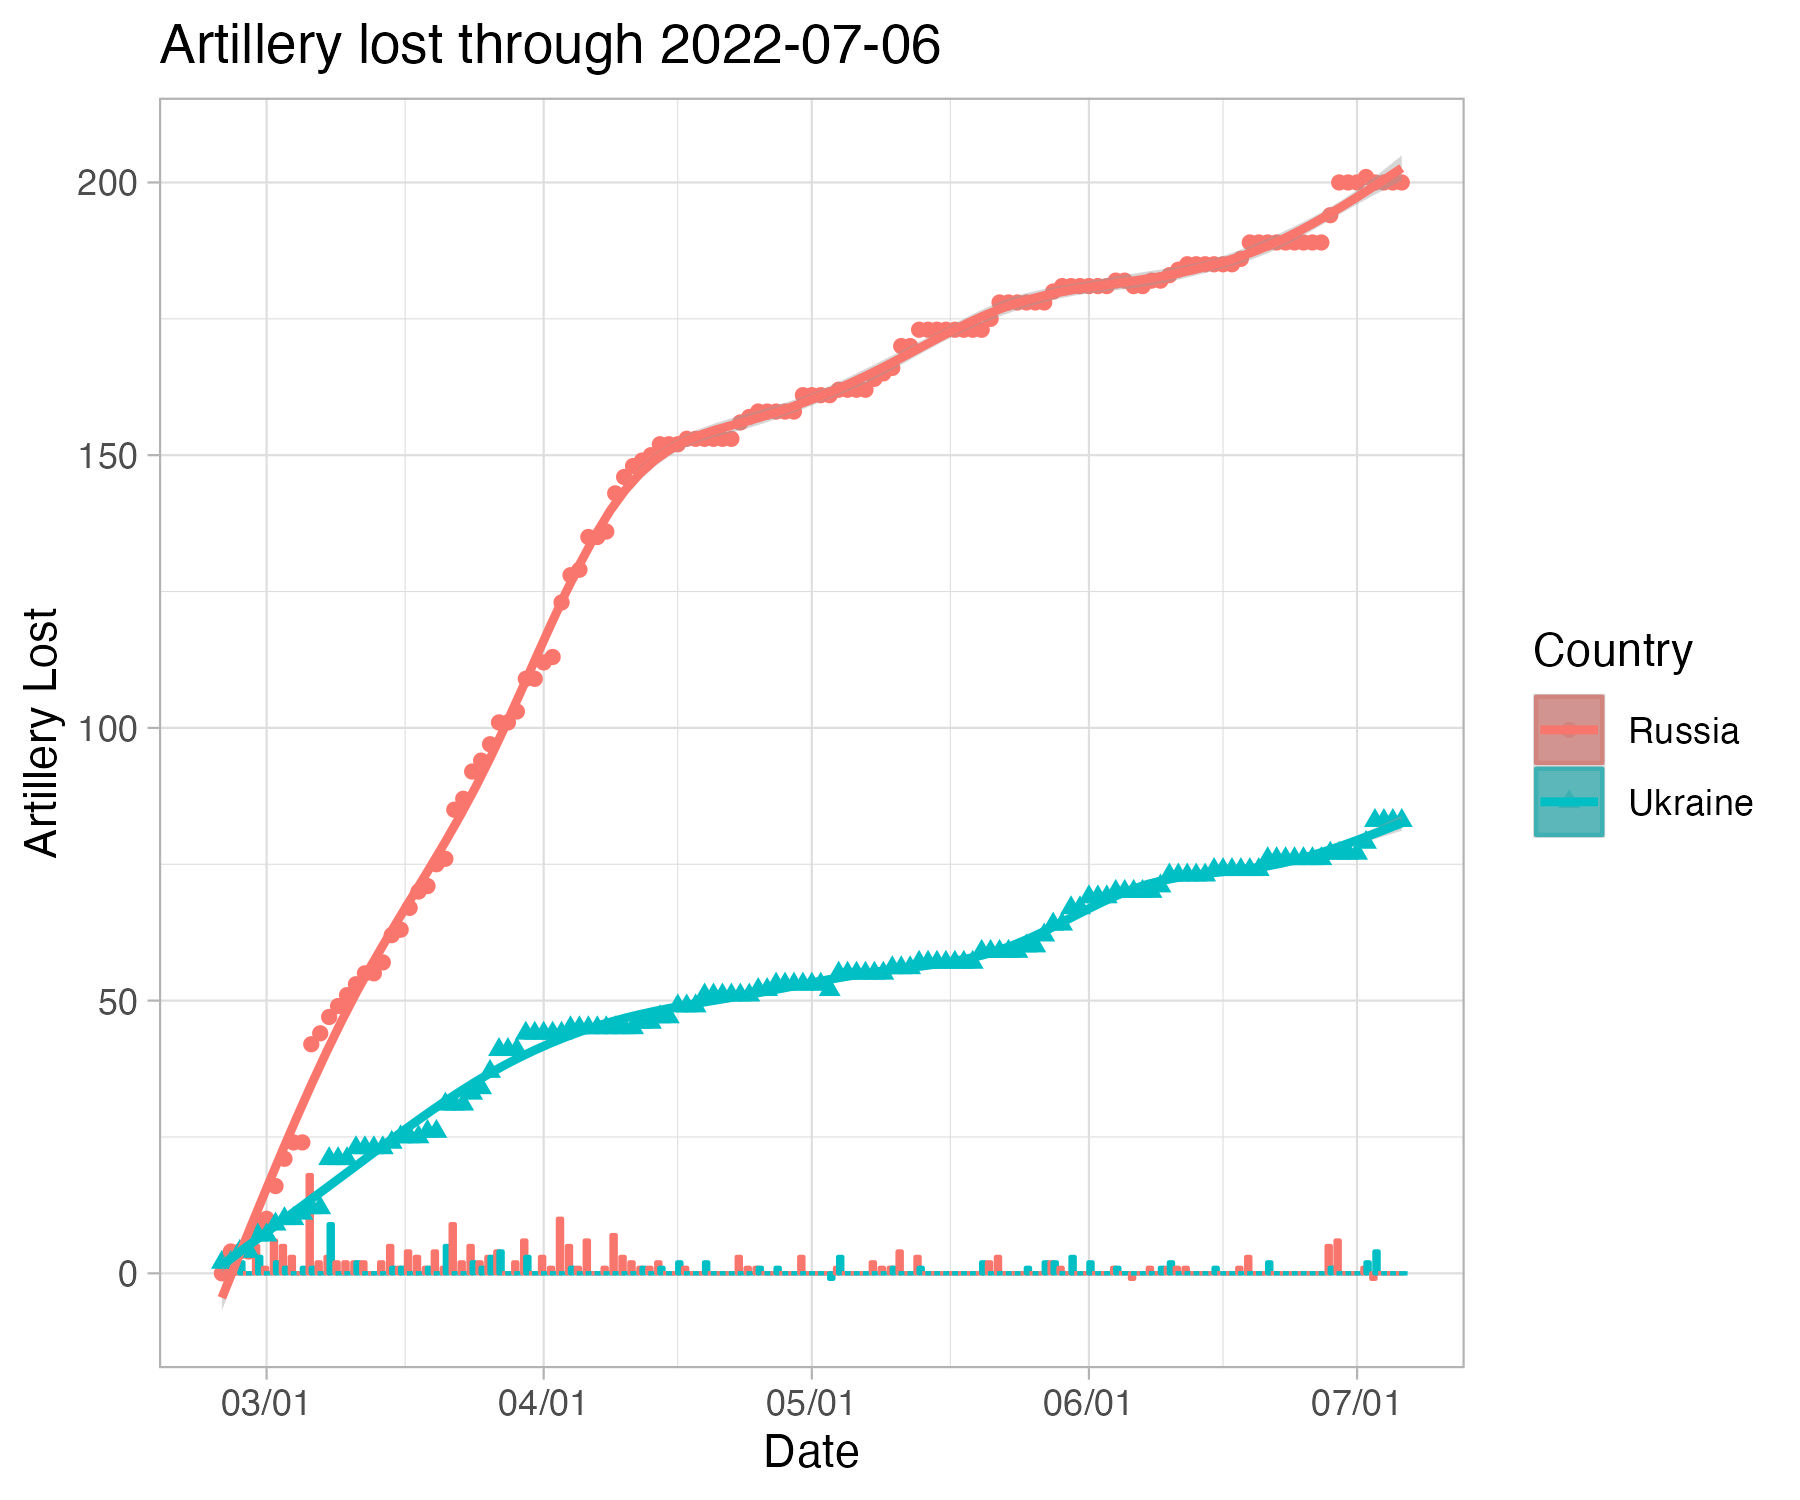 Artillery lost through 2022-07-06
Artillery Lost
200
150
100
50
0
03/01
04/01
05/01
06/01
07/01
Date
Country
Russia
Ukraine